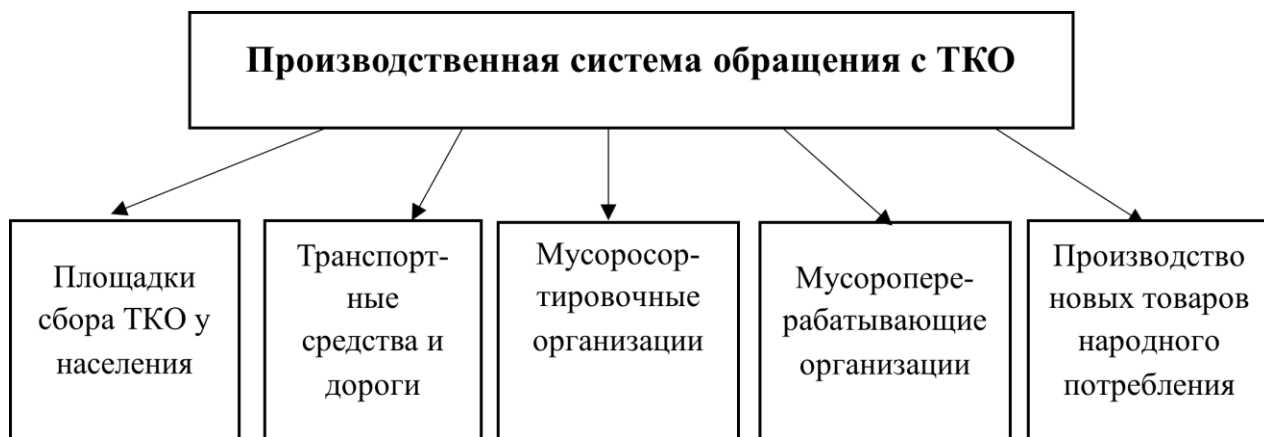 Производственная система обращения с ТКО
Площадки
сбора ТКО у
населения
Транспорт-
ные
средства и
дороги
Мусоросор-
тировочные
организации
Мусоропере-
рабатывающие
организации
Производство
новых товаров
народного
потребления